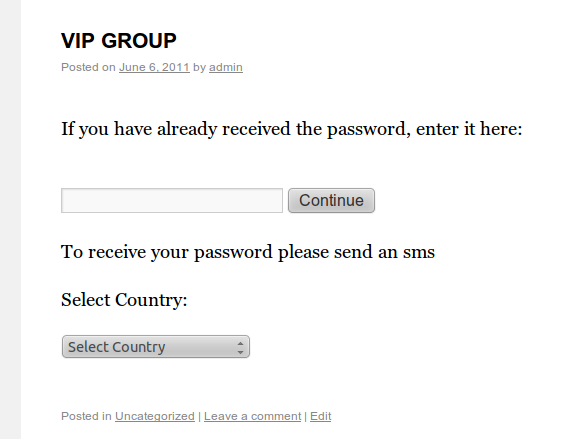 VIP GROUP
Posted on June 6, 2011 by admin
If you have already received the password, enter it here:
Continue
To receive your password please send an sms
Select Country:
Select Country
Posted in Uncategorized | Leave a comment | Edit